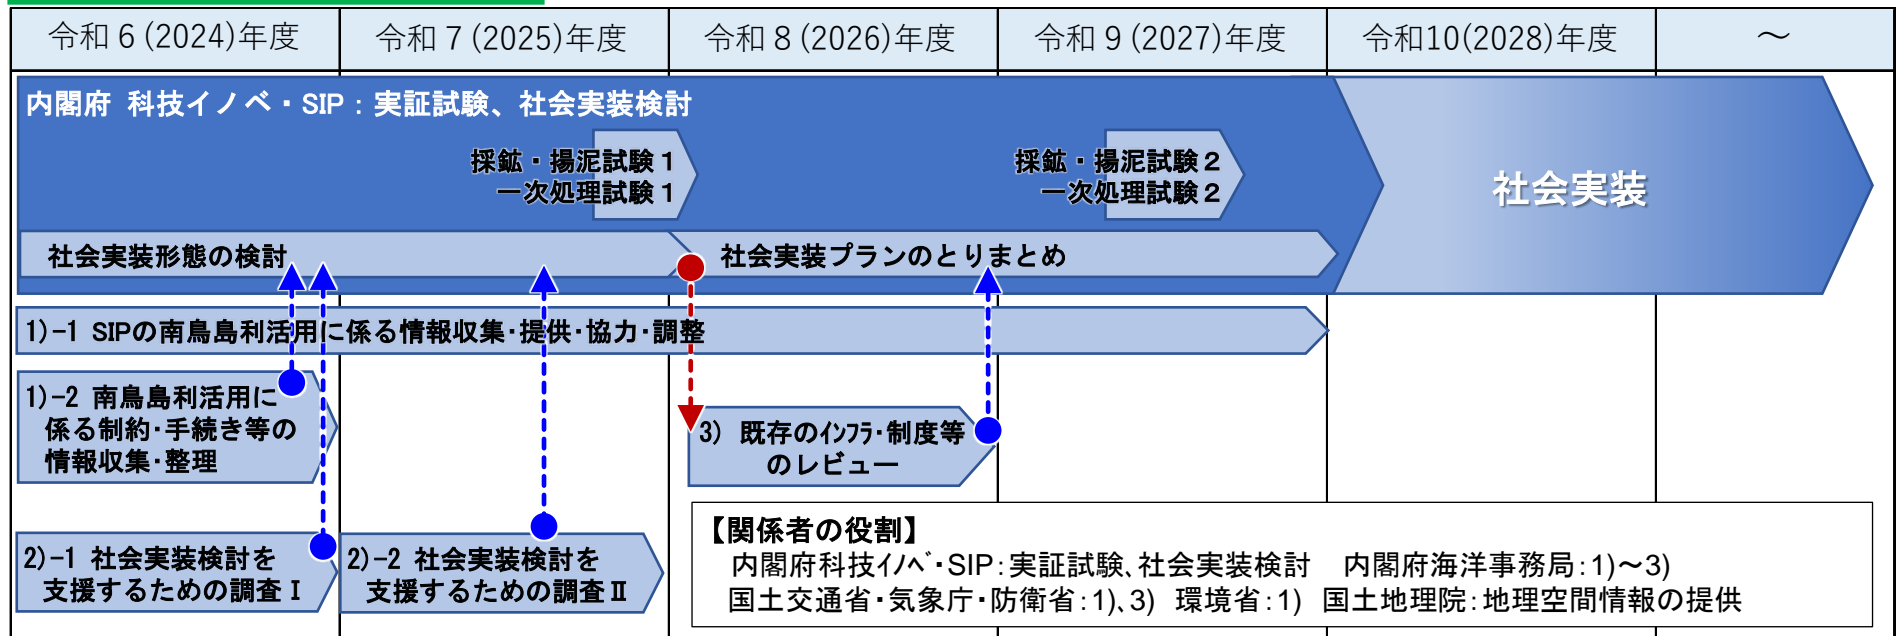 令和６(2024)年度
令和７(2025)年度
令和８(2026)年度
令和９(2027)年度
令和10(2028)年度
～
内閣府 科技イノベ・SIP：実証試験、社会実装検討
採鉱・揚泥試験１
一次処理試験１
採鉱・揚泥試験２
一次処理試験２
社会実装
社会実装形態の検討
社会実装プランのとりまとめ
1)-1 SIPの南鳥島利活用に係る情報収集・提供・協力・調整
1)-2 南鳥島利活用に
係る制約・手続き等の
情報収集・整理
3) 既存のｲﾝﾌﾗ・制度等
のレビュー
2)-1 社会実装検討を
支援するための調査Ⅰ
2)-2 社会実装検討を
支援するための調査Ⅱ
【関係者の役割】
内閣府科技ｲﾉﾍﾞ・SIP：実証試験、社会実装検討　内閣府海洋事務局：1)～3)
国土交通省・気象庁・防衛省：1)、3)　環境省：1)　国土地理院：地理空間情報の提供